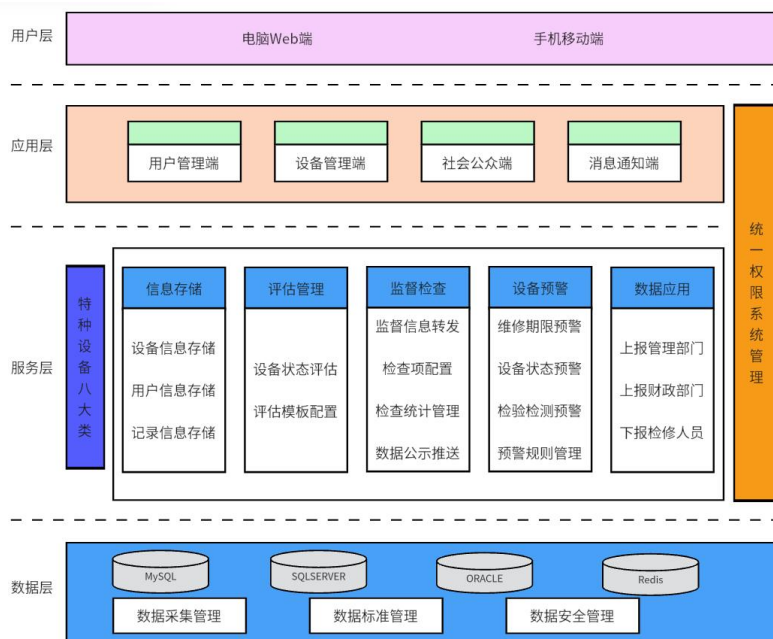 用户层
电脑Web端
手机移动端
应用层
用户管理端
设备管理端
社会公众端
消息通知端
统一权限系统管理
服务层
特种设备八大类
信息存储
设备信息存储
用户信息存储
记录信息存储
评估管理
设备状态评估
评估模板配置
监督检查
监督信息转发
检查项配置
检查统计管理
数据公示推送
设备预警
维修期限预警
设备状态预警
检验检测预警
预警规则管理
数据应用
上报管理部门
上报财政部门
下报检修人员
数据层
MySQL
SQLSERVER
ORACLE
Redis
数据采集管理
数据标准管理
数据安全管理